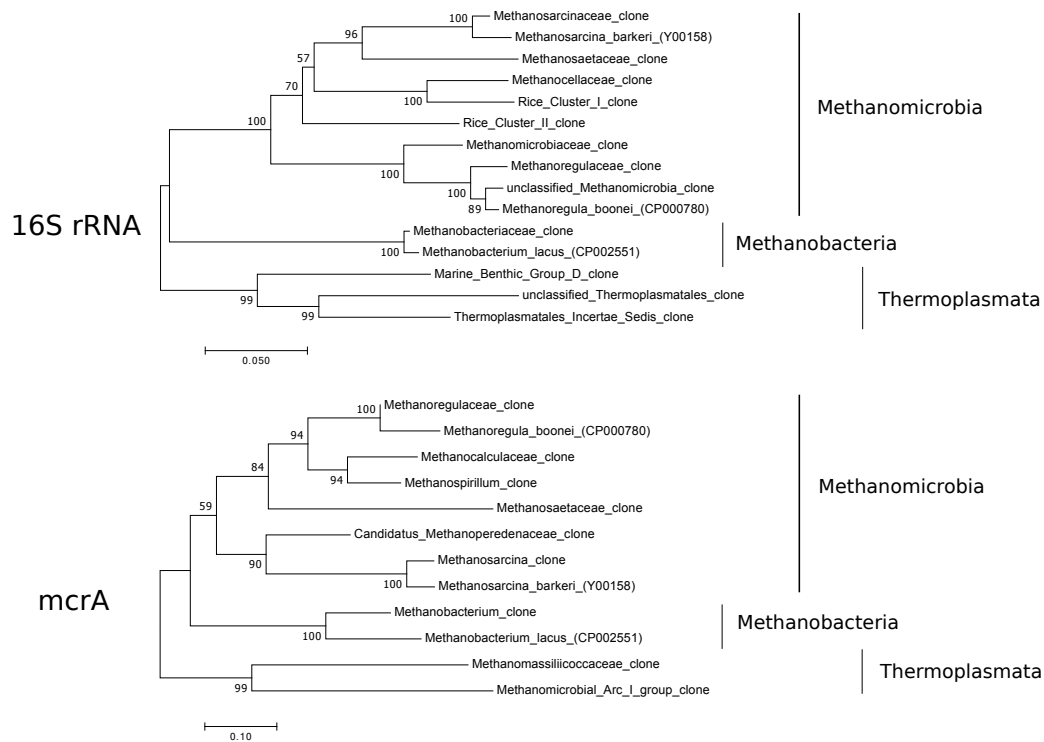 Methanosarcinaceae_clone
100
Methanosarcina_barkeri_(Y00158)
96
Methanosaetaceae_clone
57
Methanocellaceae_clone
70
100
Rice_Cluster_I_clone
Methanomicrobia
100
Rice_Cluster_II_clone
Methanomicrobiaceae_clone
100
Methanoregulaceae_clone
100
unclassified_Methanomicrobia_clone
89
Methanoregula_boonei_(CP000780)
16S rRNA
Methanobacteriaceae_clone
100
Methanobacterium_lacus_(CP002551)
Methanobacteria
Marine_Benthic_Group_D_clone
99
unclassified_Thermoplasmatales_clone
99
Thermoplasmatales_Incertae_Sedis_clone
Thermoplasmata
0.050
Methanoregulaceae_clone
100
Methanoregula_boonei_(CP000780)
94
Methanocalculaceae_clone
84
94
Methanospirillum_clone
Methanomicrobia
Methanosaetaceae_clone
59
Candidatus_Methanoperedenaceae_clone
90
Methanosarcina_clone
100
Methanosarcina_barkeri_(Y00158)
mcrA
Methanobacterium_clone
100
Methanobacterium_lacus_(CP002551)
Methanobacteria
Methanomassiliicoccaceae_clone
99
Methanomicrobial_Arc_I_group_clone
Thermoplasmata
0.10